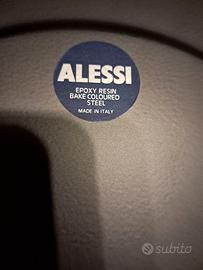 ALESSI
EPOXY RESIN
BAKE COLOURED
STEEL
MADE IN ITALY
subito